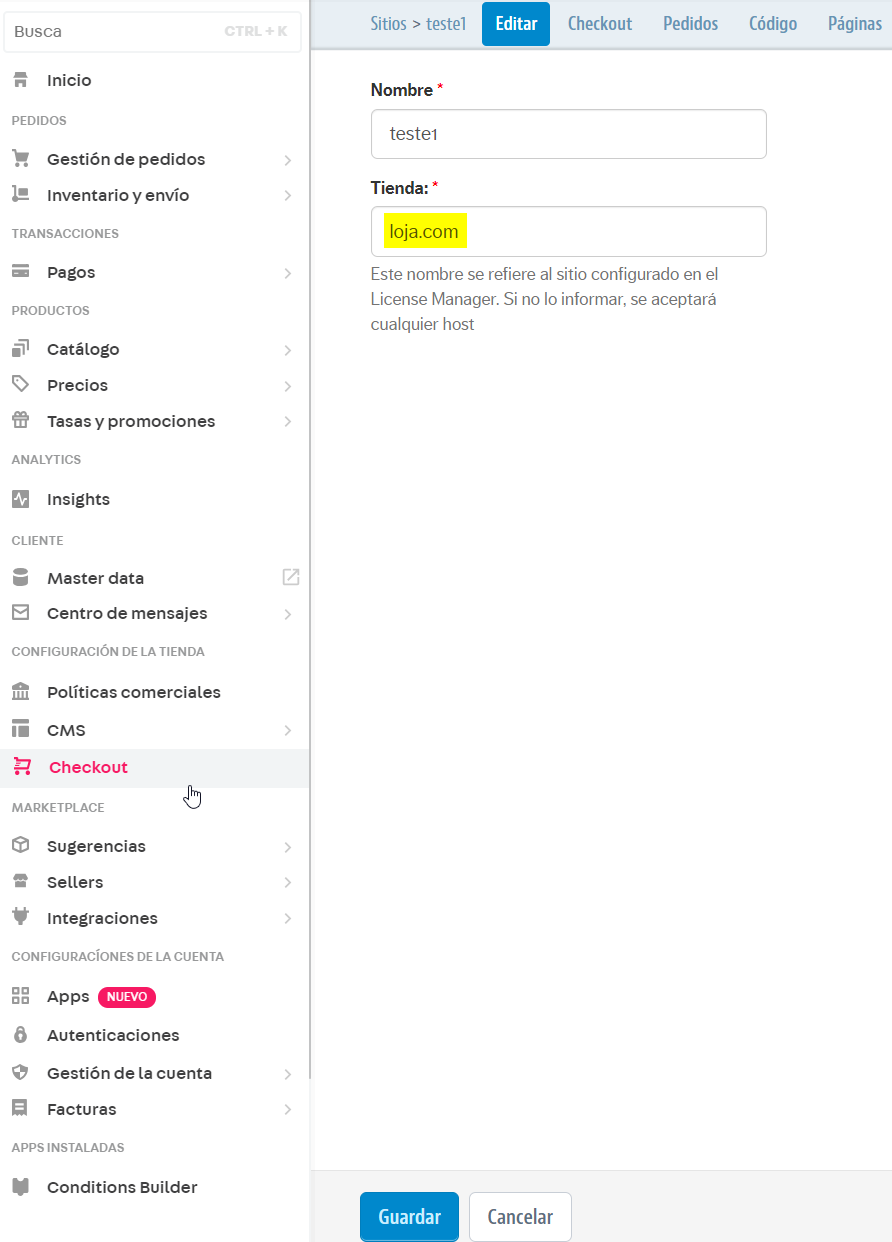 Busca CTRL + K
Inicio
PEDIDOS
Gestión de pedidos
Inventario y envío
TRANSACCIONES
Pagos
PRODUCTOS
Catálogo
Precios
Tasas y promociones
ANALYTICS
Insights
CLIENTE
Master data
Centro de mensajes
CONFIGURACIÓN DE LA TIENDA
Políticas comerciales
CMS
Checkout
MARKETPLACE
Sugerencias
Sellers
Integraciones
CONFIGURACÍONES DE LA CUENTA
Apps NUEVO
Autenticaciones
Gestión de la cuenta
Facturas
APPS INSTALADAS
Conditions Builder
Sitios > teste1 Editar Checkout Pedidos Código Páginas
Nombre *
teste1
Tienda: *
loja.com
Este nombre se refiere al sitio configurado en el
License Manager. Si no lo informar, se aceptará
cualquier host
Guardar Cancelar